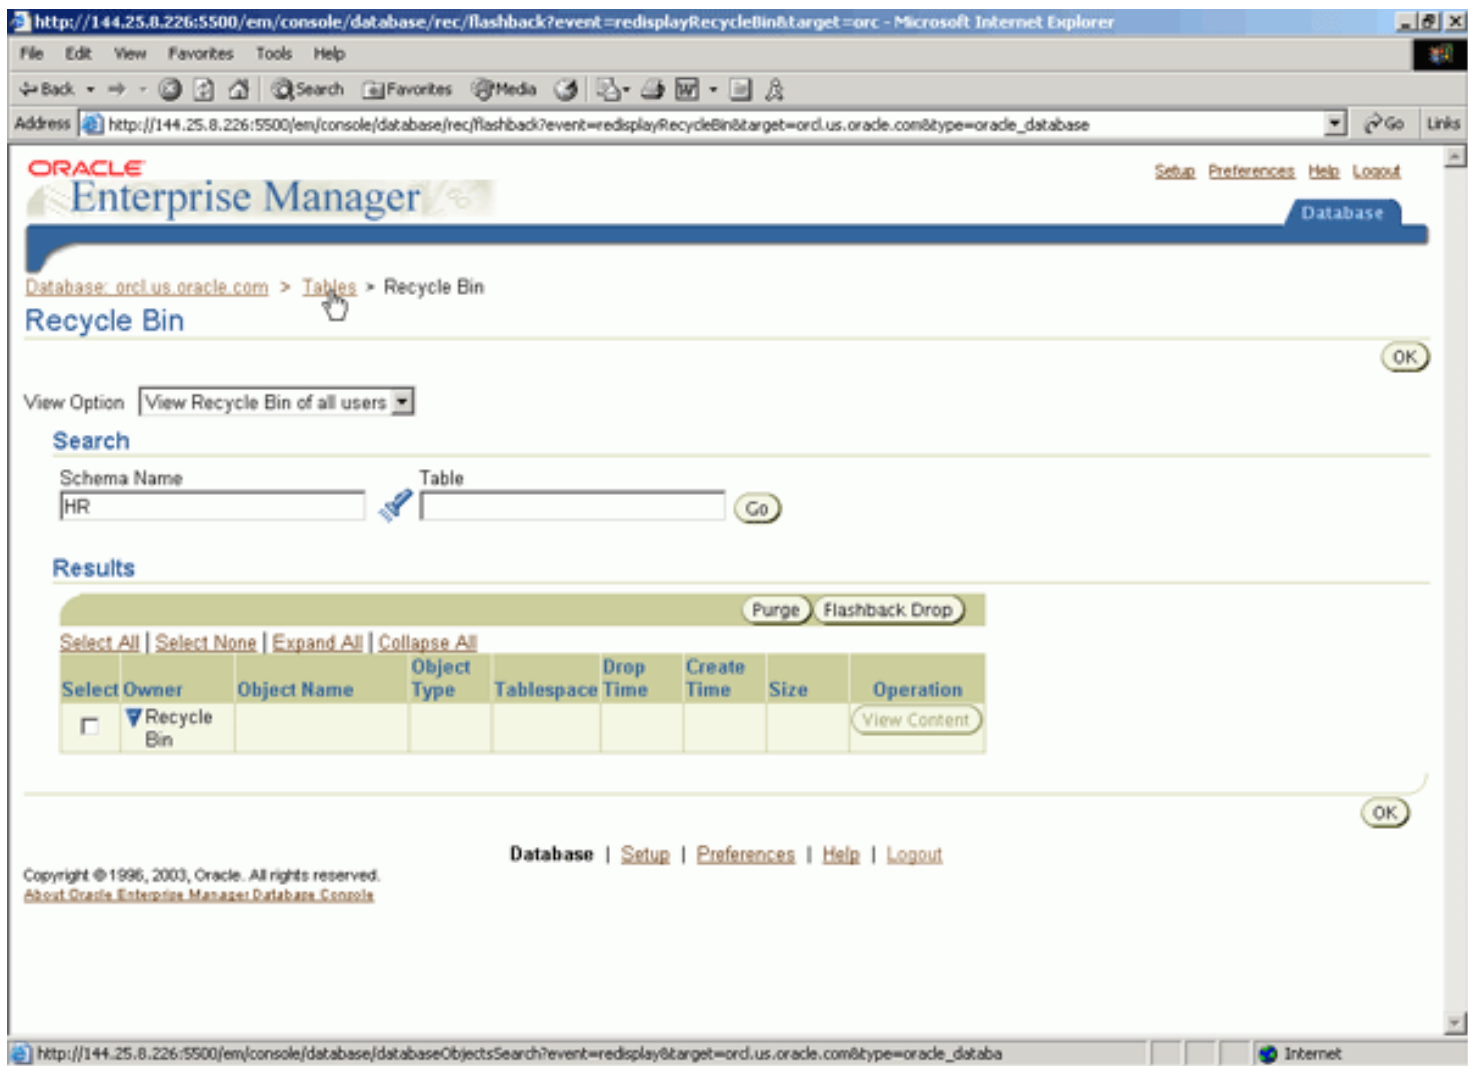 http://144.25.8.226:5500/em/console/database/rec/flashback?event=redisplayRecycleBin&target=orc - Microsoft Internet Explorer
File Edit View Favorites Tools Help
Back Search Favorites Media
Address http://144.25.8.226:5500/em/console/database/rec/flashback?event=redisplayRecycleBin&target=orcl.us.oracle.com&type=oracle_database Go Links
ORACLE
Enterprise Manager
Setup Preferences Help Logout
Database
Database: orcl.us.oracle.com > Tables > Recycle Bin
Recycle Bin
OK
View Option View Recycle Bin of all users
Search
Schema Name Table
HR Go
Results
Purge Flashback Drop
Select All | Select None | Expand All | Collapse All
Select Owner Object Name Object Type Tablespace Drop Time Create Time Size Operation
Recycle Bin View Content
OK
Database | Setup | Preferences | Help | Logout
Copyright © 1996, 2003, Oracle. All rights reserved.
About Oracle Enterprise Manager Database Console
http://144.25.8.226:5500/em/console/database/databaseObjectsSearch?event=redisplay&target=orcl.us.oracle.com&type=oracle_databa Internet